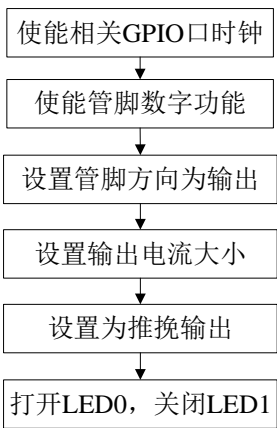 使能相关GPIO口时钟
使能管脚数字功能
设置管脚方向为输出
设置输出电流大小
设置为推挽输出
打开LED0，关闭LED1